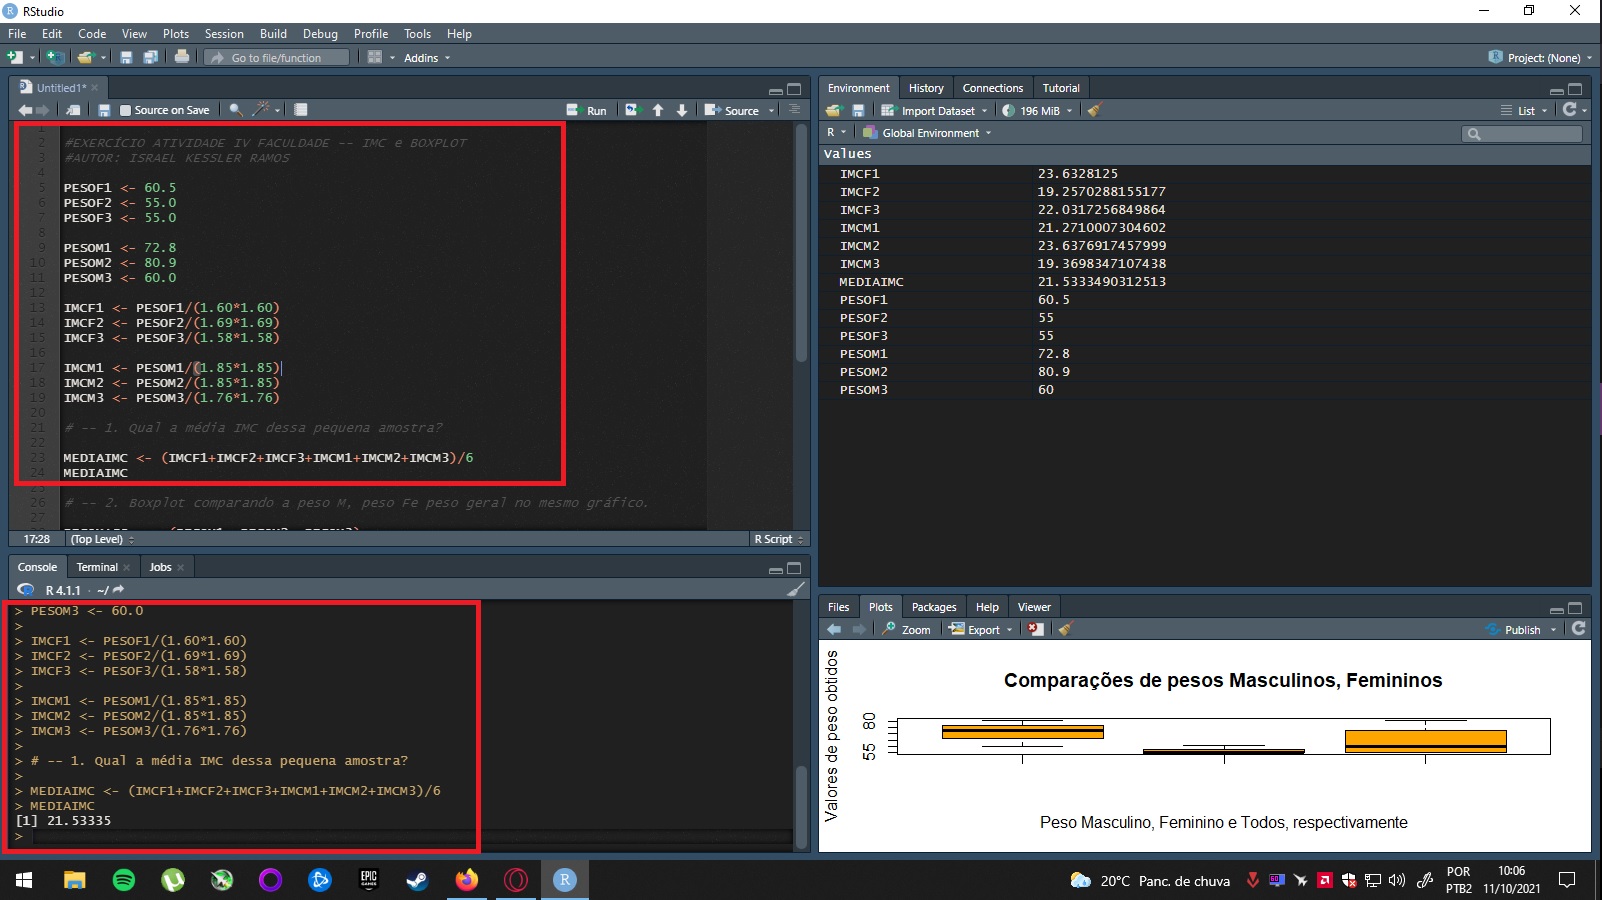 RStudio
File Edit Code View Plots Session Build Debug Profile Tools Help
Go to file/function Addins Project: (None)
Untitled1*
Source on Save Run Source
1
2 #EXERCÍCIO ATIVIDADE IV FACULDADE -- IMC e BOXPLOT
3 #AUTOR: ISRAEL KESSLER RAMOS
4
5 PESOF1 <- 60.5
6 PESOF2 <- 55.0
7 PESOF3 <- 55.0
8
9 PESOM1 <- 72.8
10 PESOM2 <- 80.9
11 PESOM3 <- 60.0
12
13 IMCF1 <- PESOF1/(1.60*1.60)
14 IMCF2 <- PESOF2/(1.69*1.69)
15 IMCF3 <- PESOF3/(1.58*1.58)
16
17 IMCM1 <- PESOM1/(1.85*1.85)
18 IMCM2 <- PESOM2/(1.85*1.85)
19 IMCM3 <- PESOM3/(1.76*1.76)
20
21 # -- 1. Qual a média IMC dessa pequena amostra?
22
23 MEDIAIMC <- (IMCF1+IMCF2+IMCF3+IMCM1+IMCM2+IMCM3)/6
24 MEDIAIMC
25
26 # -- 2. Boxplot comparando a peso M, peso Fe peso geral no mesmo gráfico.
27
17:28 (Top Level) R Script
Console Terminal Jobs
R 4.1.1 · ~/
> PESOM3 <- 60.0
>
> IMCF1 <- PESOF1/(1.60*1.60)
> IMCF2 <- PESOF2/(1.69*1.69)
> IMCF3 <- PESOF3/(1.58*1.58)
>
> IMCM1 <- PESOM1/(1.85*1.85)
> IMCM2 <- PESOM2/(1.85*1.85)
> IMCM3 <- PESOM3/(1.76*1.76)
>
> # -- 1. Qual a média IMC dessa pequena amostra?
>
> MEDIAIMC <- (IMCF1+IMCF2+IMCF3+IMCM1+IMCM2+IMCM3)/6
> MEDIAIMC
[1] 21.53335
>
Environment History Connections Tutorial
Import Dataset 196 MiB List
R Global Environment
Values
IMCF1 23.6328125
IMCF2 19.2570288155177
IMCF3 22.0317256849864
IMCM1 21.2710007304602
IMCM2 23.6376917457999
IMCM3 19.3698347107438
MEDIAIMC 21.5333490312513
PESOF1 60.5
PESOF2 55
PESOF3 55
PESOM1 72.8
PESOM2 80.9
PESOM3 60
Files Plots Packages Help Viewer
Zoom Export Publish
Comparações de pesos Masculinos, Femininos
Valores de peso obtidos
80
55
Peso Masculino, Feminino e Todos, respectivamente
EPIC GAMES
R
20°C Panc. de chuva
60
POR
PTB2
10:06
11/10/2021